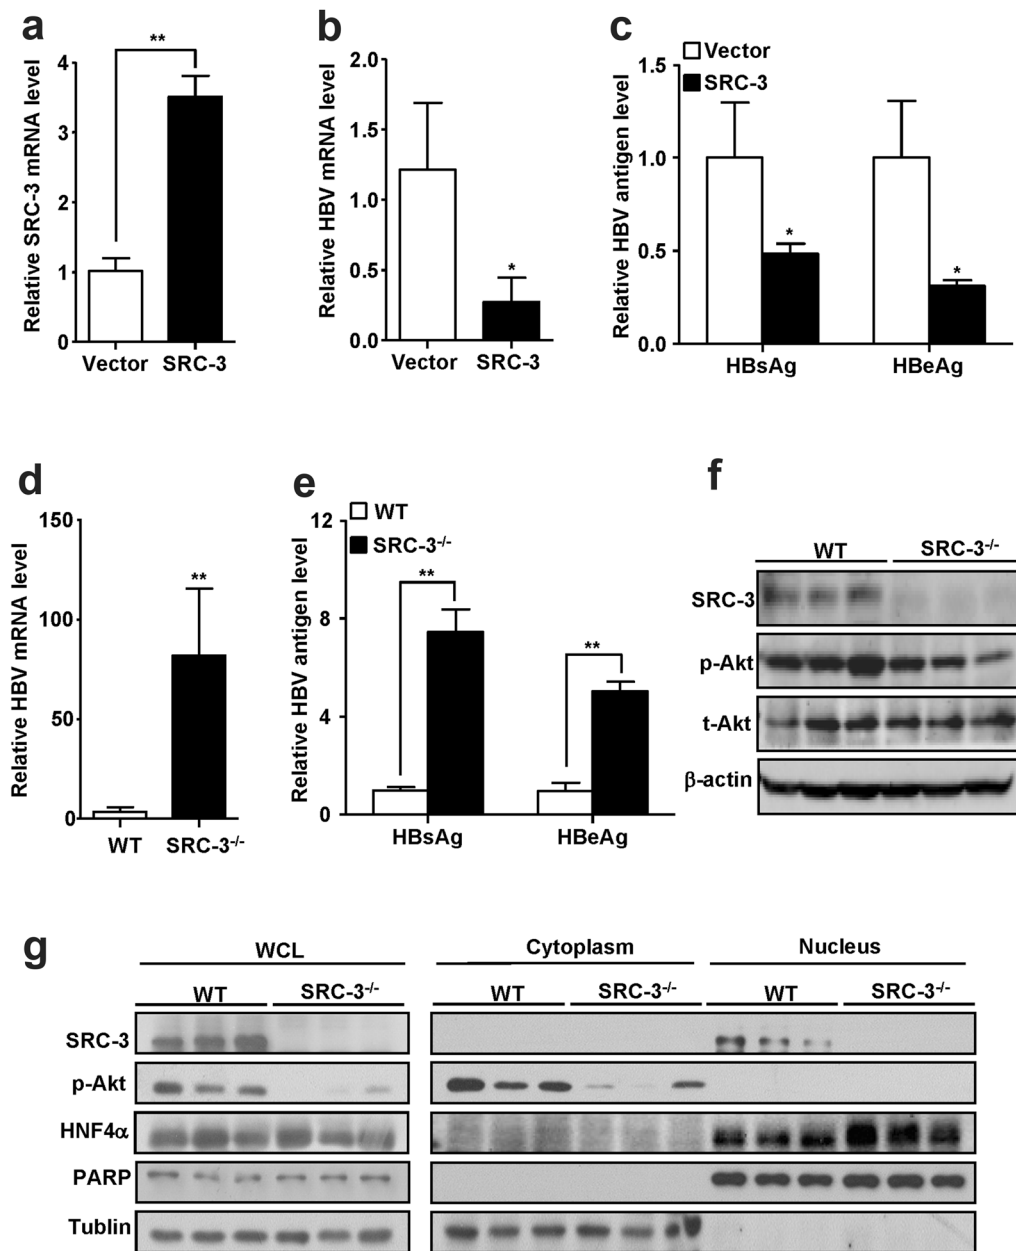 a
**
Relative SRC-3 mRNA level
4
3
2
1
0
Vector SRC-3
b
Relative HBV mRNA level
2.0
1.5
1.0
0.5
0.0
*
Vector SRC-3
c
Vector
SRC-3
Relative HBV antigen level
1.5
1.0
0.5
0.0
*
*
HBsAg HBeAg
d
Relative HBV mRNA level
150
100
50
0
**
WT SRC-3-/-
e
WT
SRC-3-/-
Relative HBV antigen level
12
8
4
0
**
**
HBsAg HBeAg
f
WT SRC-3-/-
SRC-3
p-Akt
t-Akt
β-actin
g
WCL Cytoplasm Nucleus
WT SRC-3-/- WT SRC-3-/- WT SRC-3-/-
SRC-3
p-Akt
HNF4α
PARP
Tublin